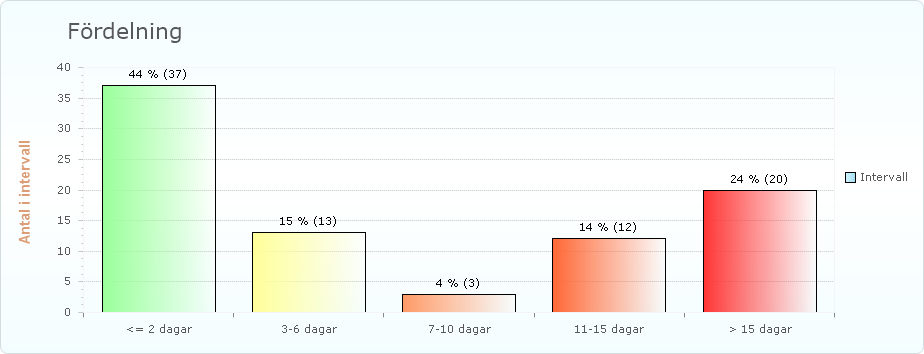 Fördelning
Antal i intervall
40
35
30
25
20
15
10
5
0
44 % (37)
15 % (13)
4 % (3)
14 % (12)
24 % (20)
<= 2 dagar
3-6 dagar
7-10 dagar
11-15 dagar
> 15 dagar
Intervall